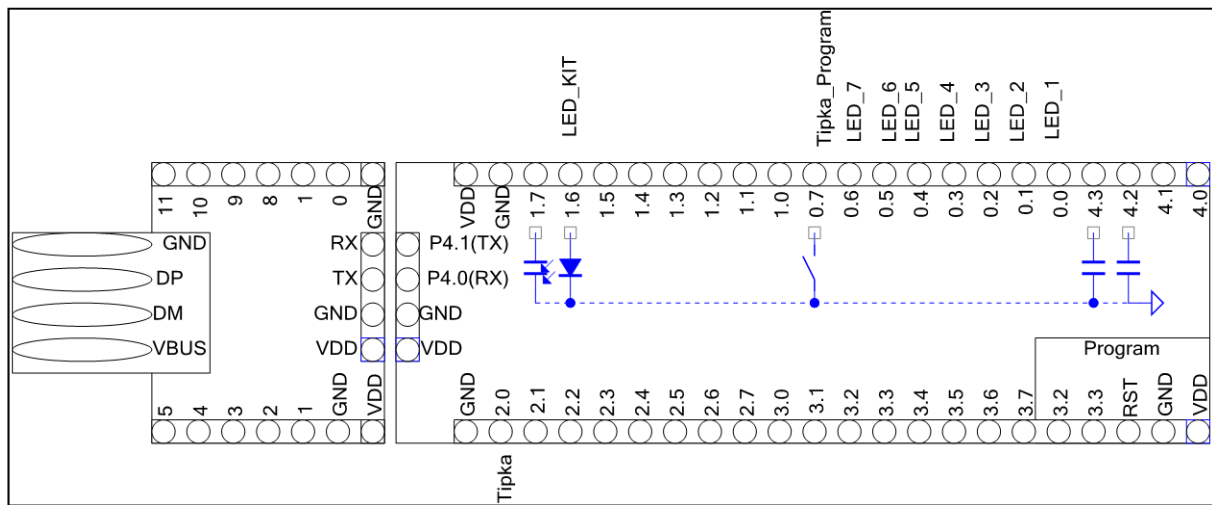 LED_KIT
Tipka_Program
LED_7
LED_6
LED_5
LED_4
LED_3
LED_2
LED_1
11 10 9 8 1 0 GND
VDD GND 1.7 1.6 1.5 1.4 1.3 1.2 1.1 1.0 0.7 0.6 0.5 0.4 0.3 0.2 0.1 0.0 4.3 4.2 4.1 4.0
GND RX P4.1(TX)
DP TX P4.0(RX)
DM GND GND
VBUS VDD VDD
Program
5 4 3 2 1 GND VDD
GND 2.0 2.1 2.2 2.3 2.4 2.5 2.6 2.7 3.0 3.1 3.2 3.3 3.4 3.5 3.6 3.7 3.2 3.3 RST GND VDD
Tipka